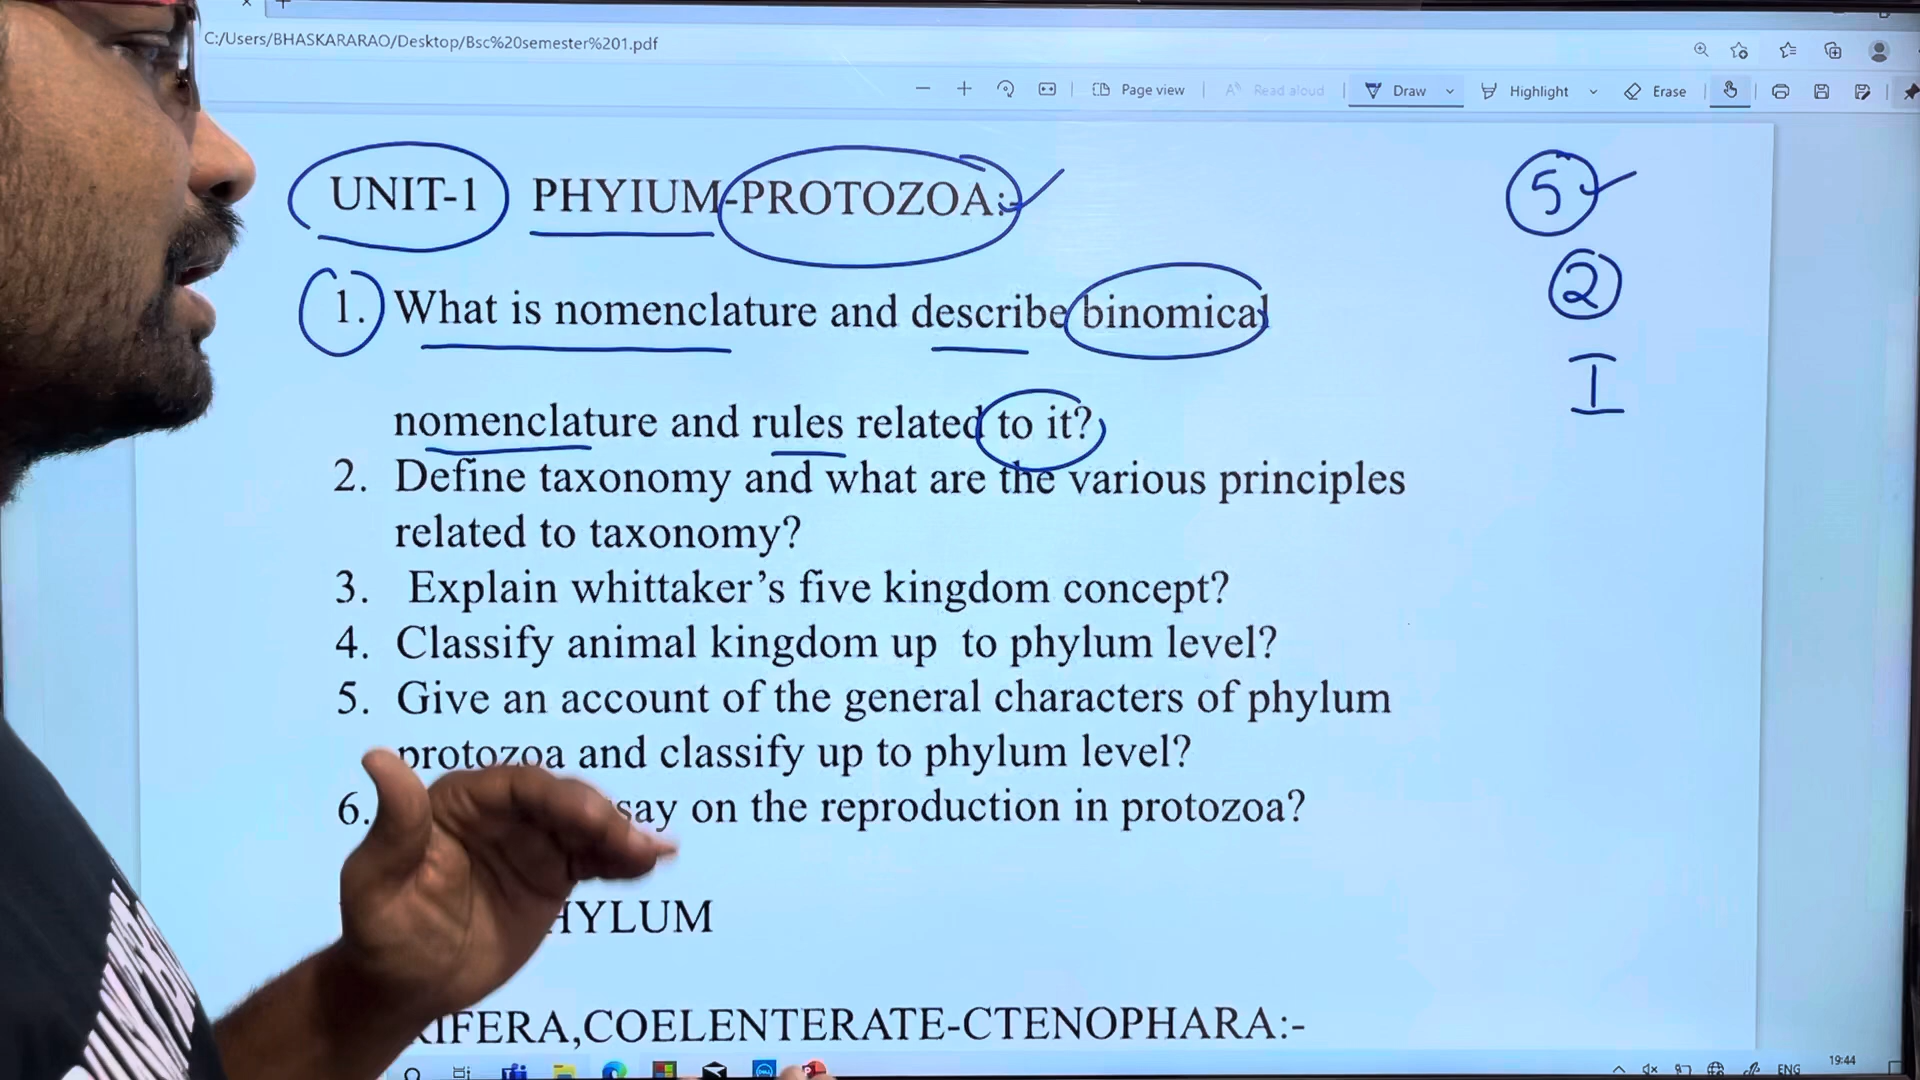 C:/Users/BHASKARARAO/Desktop/Bsc%20semester%201.pdf
Page view Read aloud Draw Highlight Erase
UNIT-1 PHYIUM-PROTOZOA:-
5
1. What is nomenclature and describe binomical
2
I
nomenclature and rules related to it?
2. Define taxonomy and what are the various principles
related to taxonomy?
3. Explain whittaker's five kingdom concept?
4. Classify animal kingdom up to phylum level?
5. Give an account of the general characters of phylum
protozoa and classify up to phylum level?
6. say on the reproduction in protozoa?
HYLUM
RIFERA,COELENTERATE-CTENOPHARA:-
19:44
ENG